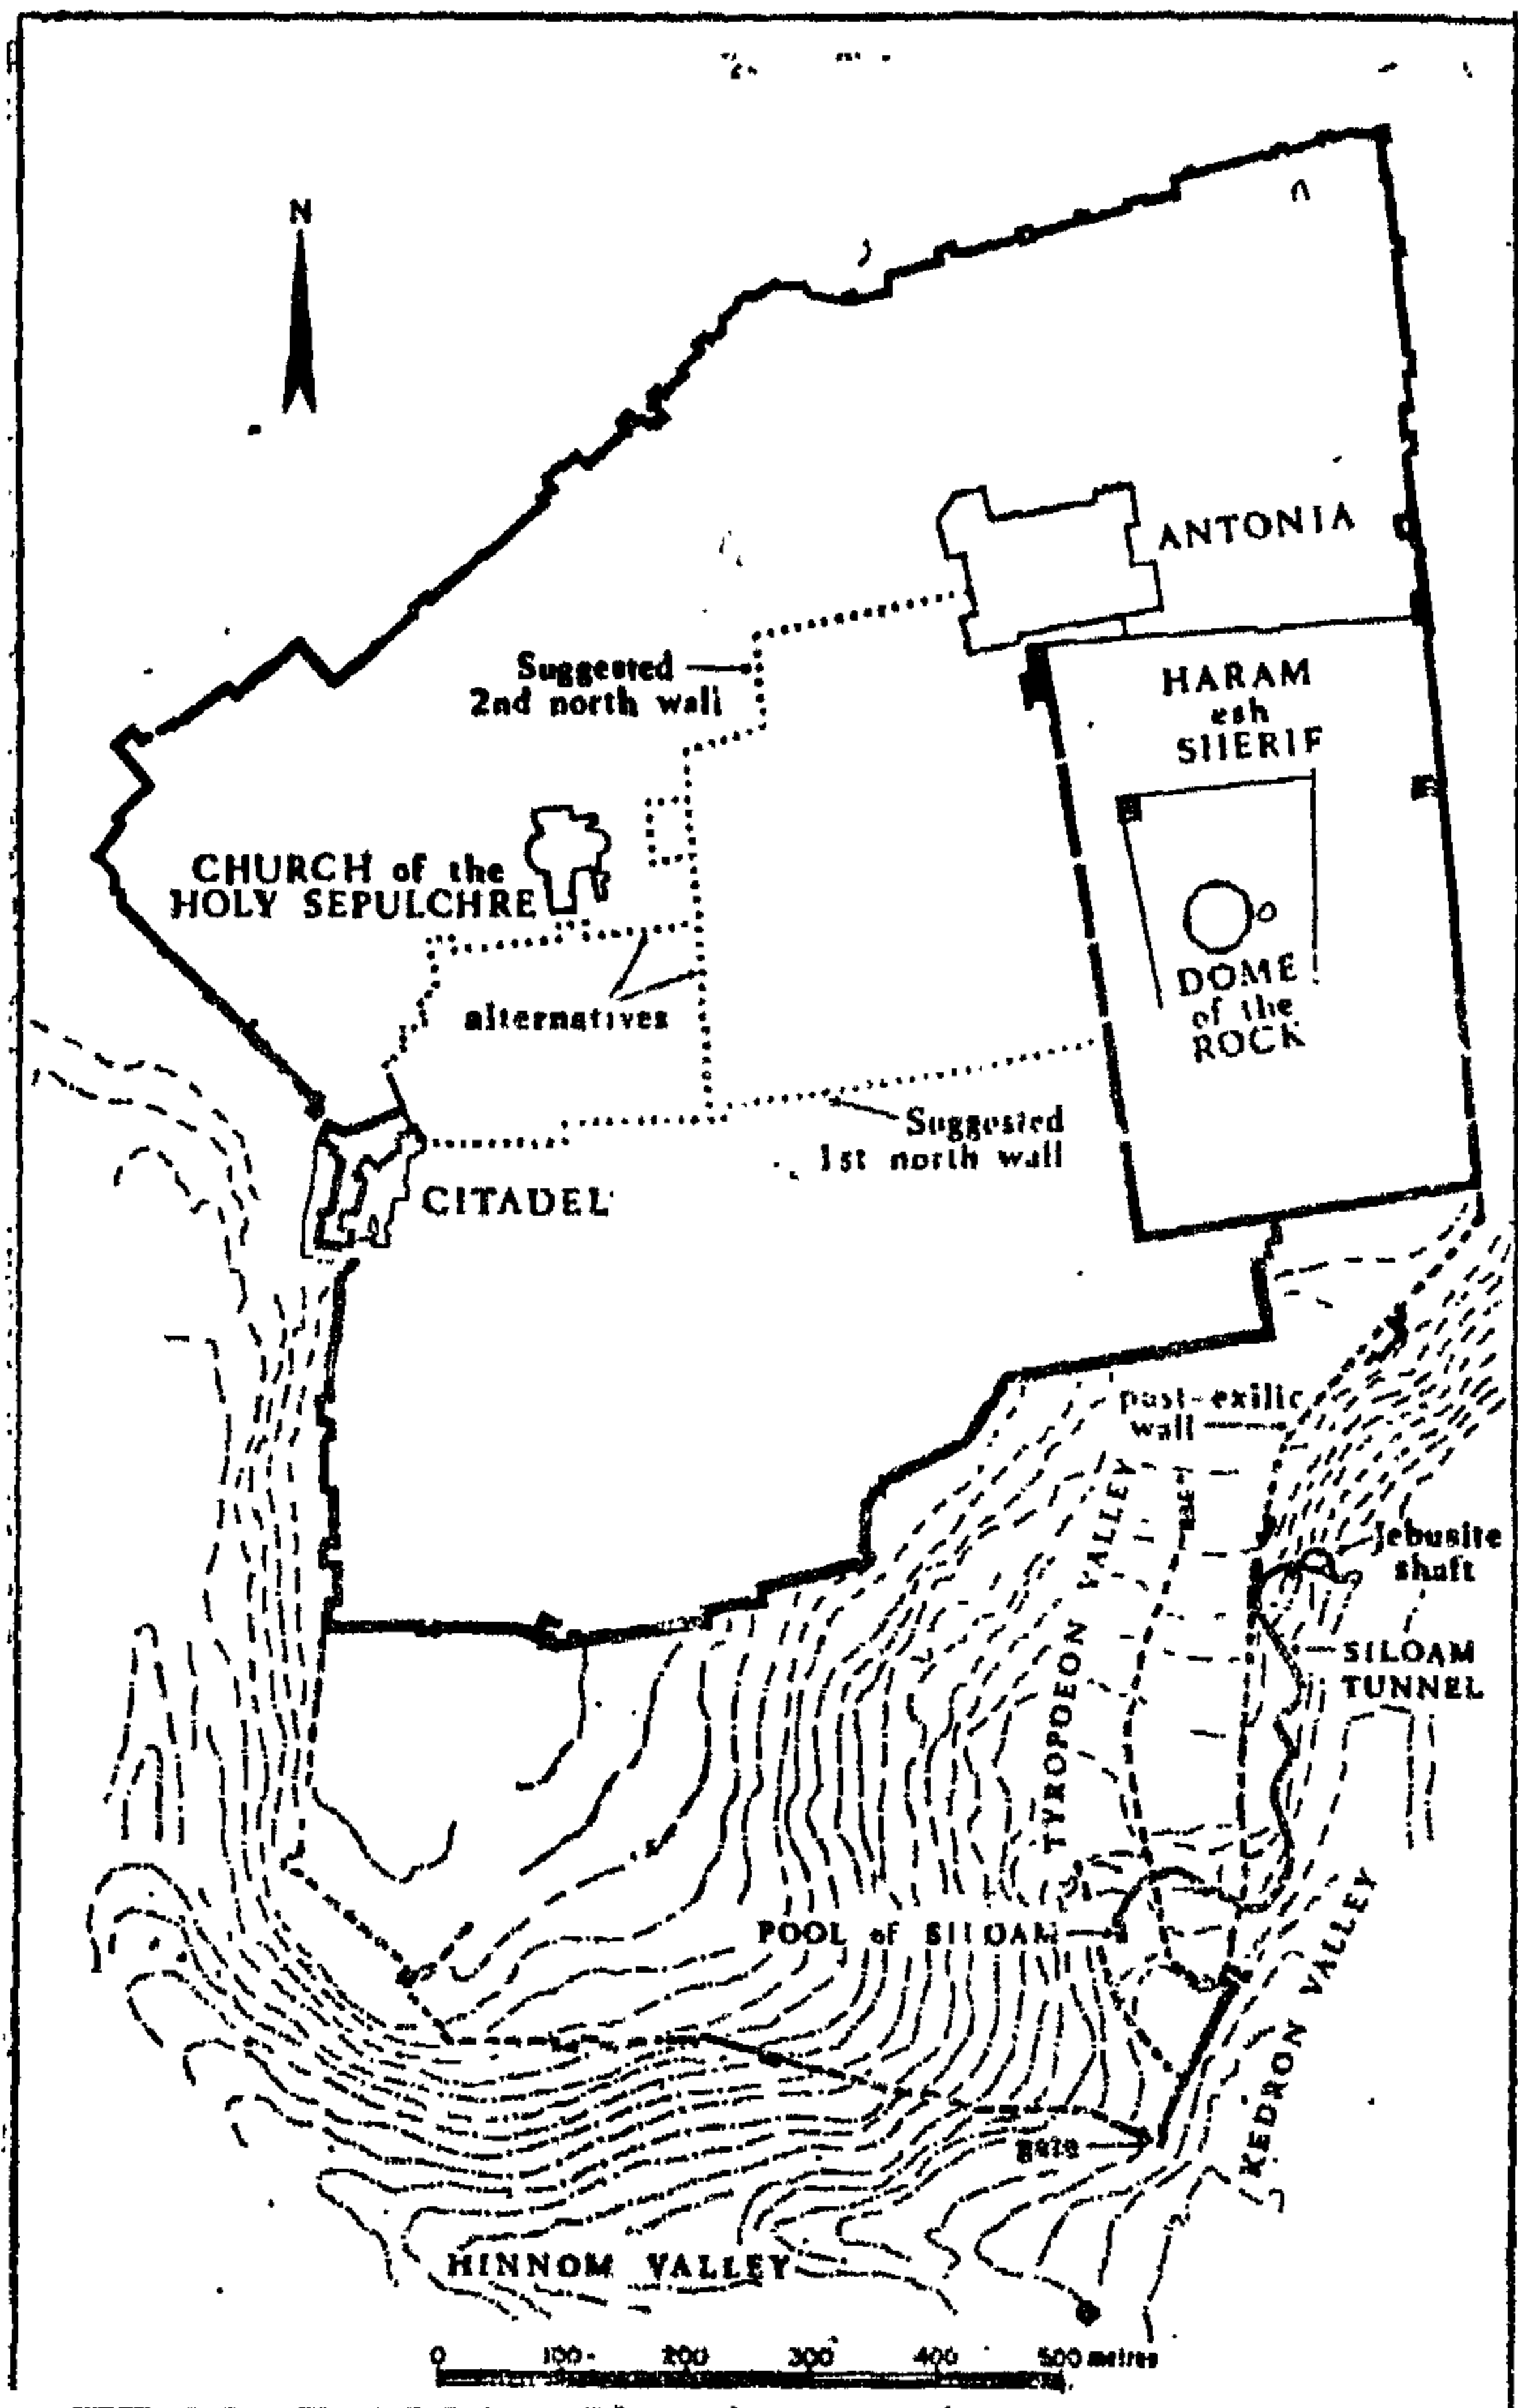 N
ANTONIA
Suggested
2nd north wall
HARAM
esh
SHERIF
CHURCH of the
HOLY SEPULCHRE
DOME
of the
ROCK
alternatives
Suggested
1st north wall
CITADEL
post-exilic
wall
Jebusite
shaft
SILOAM
TUNNEL
TYROPOEON VALLEY
POOL of SILOAM
KEDRON VALLEY
gate
HINNOM VALLEY
0 100 200 300 400 500 metres